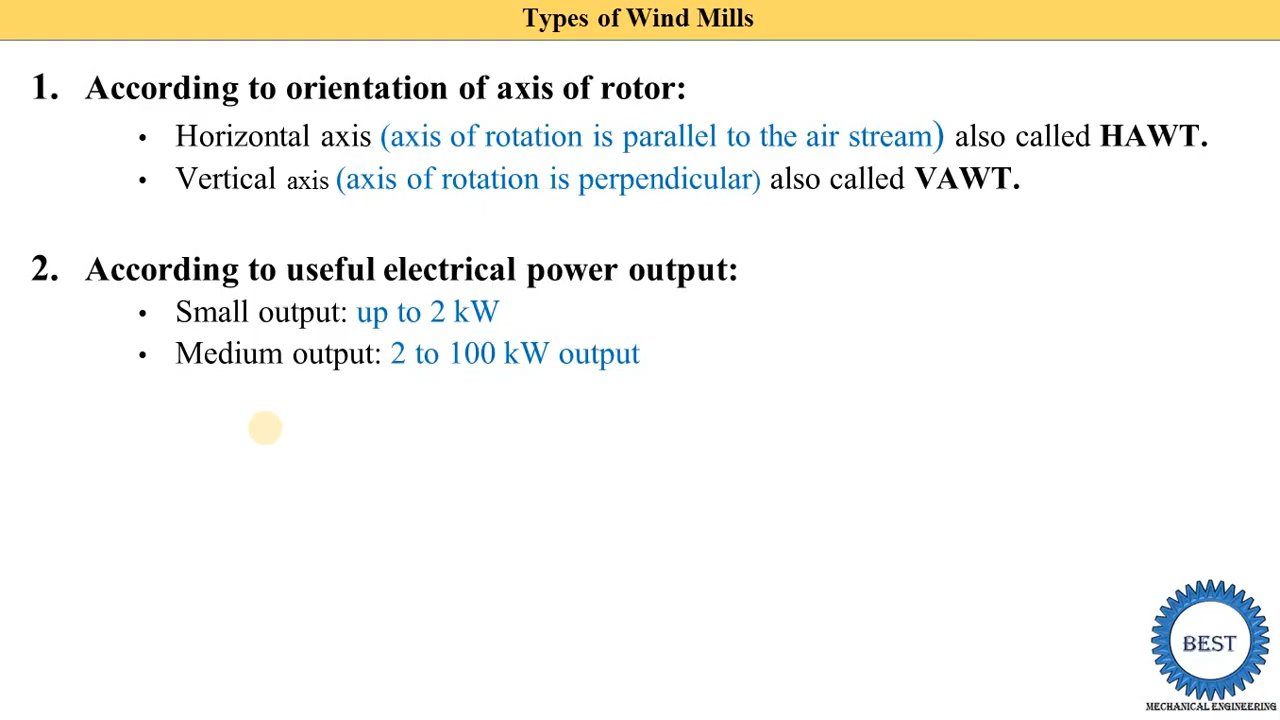 Types of Wind Mills
1. According to orientation of axis of rotor:
• Horizontal axis (axis of rotation is parallel to the air stream) also called HAWT.
• Vertical axis (axis of rotation is perpendicular) also called VAWT.
2. According to useful electrical power output:
• Small output: up to 2 kW
• Medium output: 2 to 100 kW output
BEST
MECHANICAL ENGINEERING